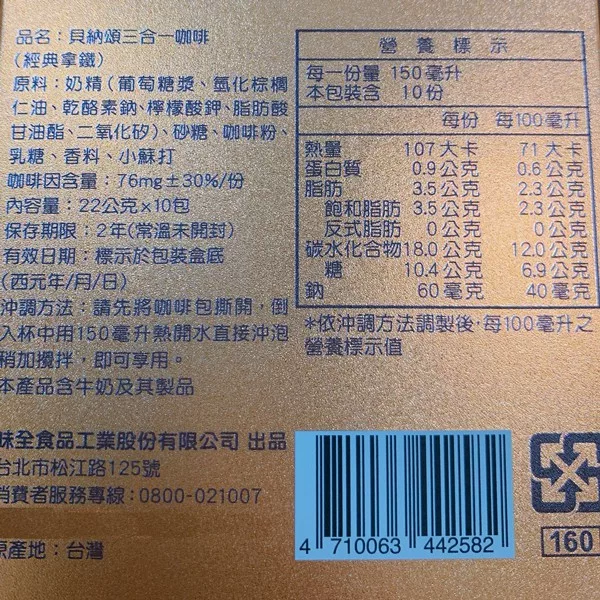 品名：貝納頌三合一咖啡
（經典拿鐵）
原料：奶精（葡萄糖漿、氫化棕櫚
仁油、乾酪素鈉、檸檬酸鉀、脂肪酸
甘油酯、二氧化矽）、砂糖、咖啡粉、
乳糖、香料、小蘇打
咖啡因含量：76mg±30%/份
內容量：22公克×10包
保存期限：2年（常溫未開封）
有效日期：標示於包裝盒底
（西元年/月/日）
沖調方法：請先將咖啡包撕開，倒
入杯中用150毫升熱開水直接沖泡
稍加攪拌，即可享用。
本產品含牛奶及其製品
味全食品工業股份有限公司 出品
台北市松江路125號
消費者服務專線：0800-021007
原產地：台灣
營養標示
每一份量 150毫升
本包裝含 10份
每份 每100毫升
熱量 107大卡 71大卡
蛋白質 0.9公克 0.6公克
脂肪 3.5公克 2.3公克
飽和脂肪 3.5公克 2.3公克
反式脂肪 0公克 0公克
碳水化合物18.0公克 12.0公克
糖 10.4公克 6.9公克
鈉 60毫克 40毫克
*依沖調方法調製後，每100毫升之
營養標示值
4 710063 442582
160